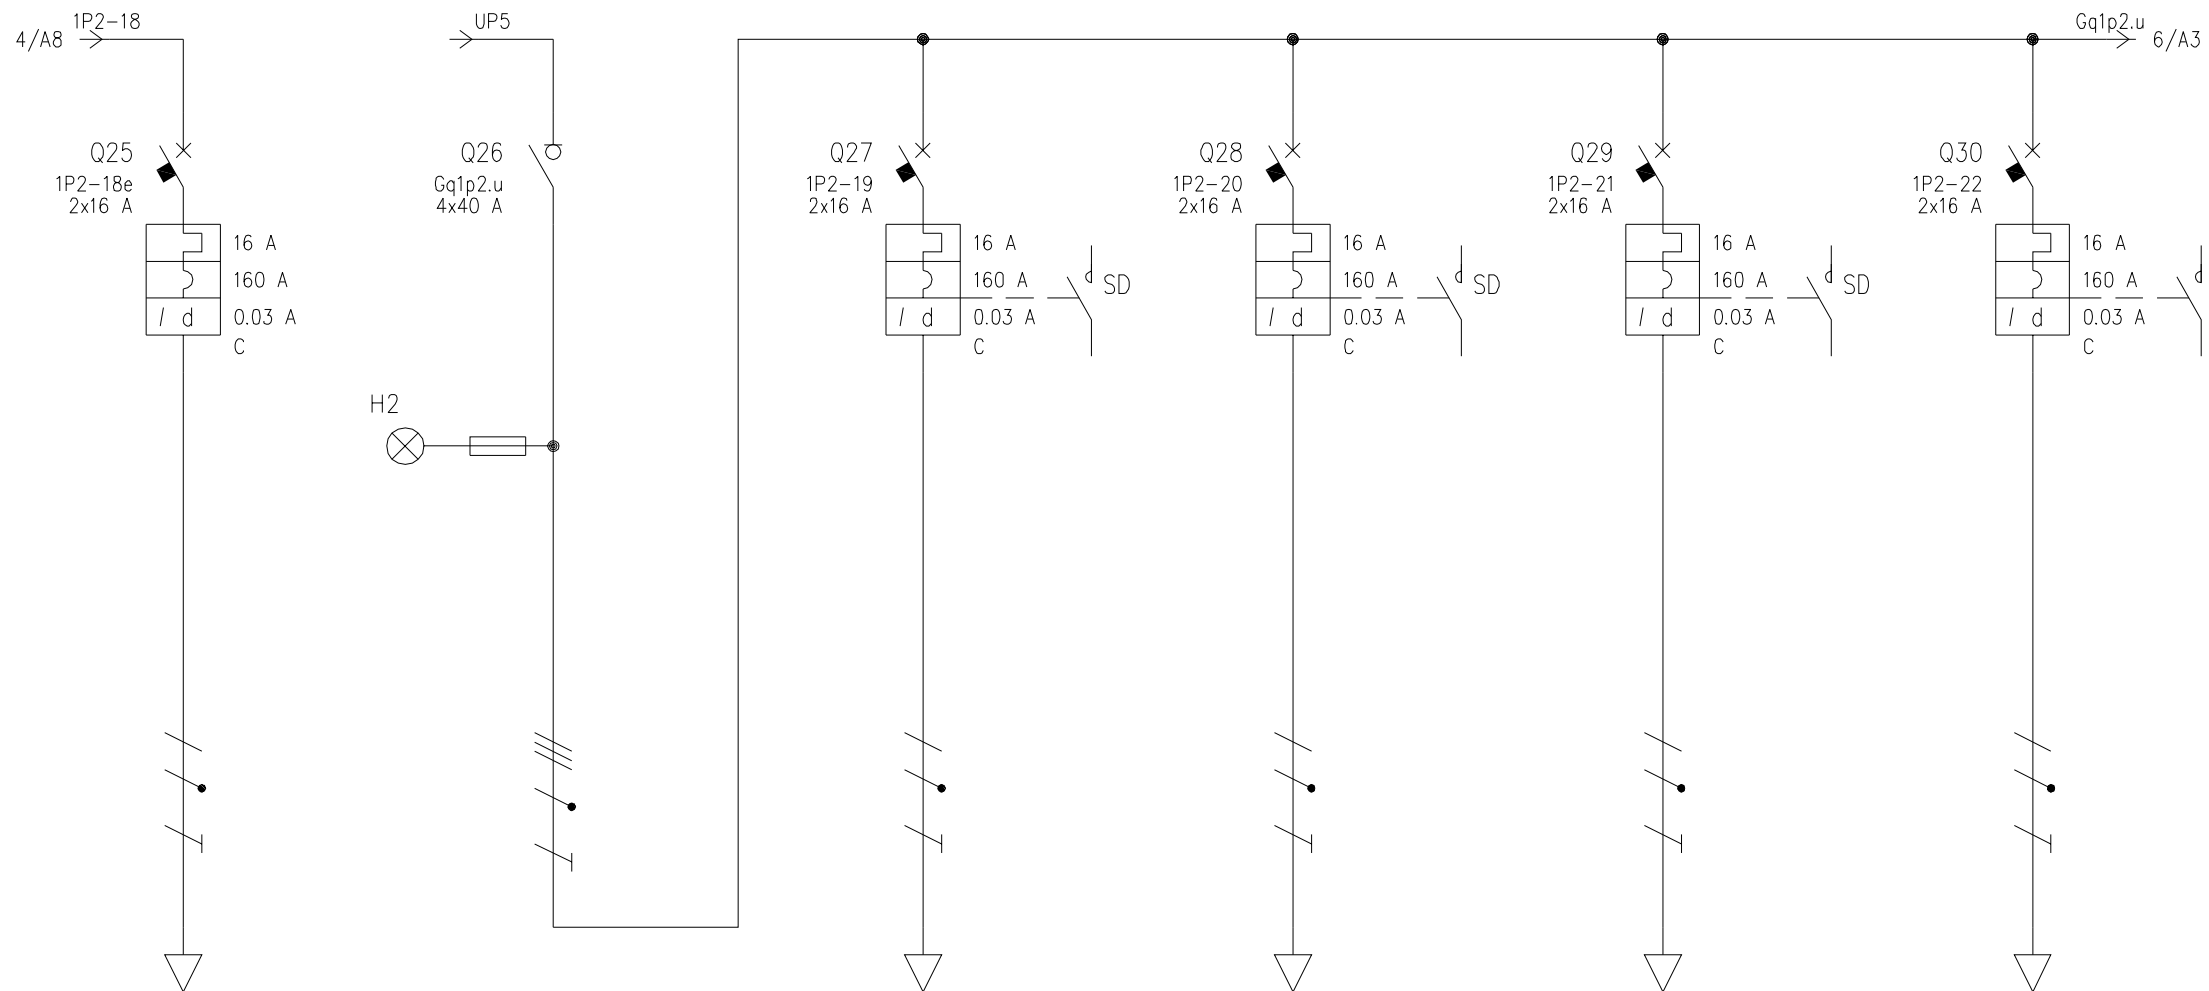 4/A8
1P2-18
UP5
Gq1p2.u
6/A3
Q25
1P2-18e
2x16 A
16 A
160 A
I d
0.03 A
C
Q26
Gq1p2.u
4x40 A
H2
Q27
1P2-19
2x16 A
16 A
160 A
I d
0.03 A
C
SD
Q28
1P2-20
2x16 A
16 A
160 A
I d
0.03 A
C
SD
Q29
1P2-21
2x16 A
16 A
160 A
I d
0.03 A
C
SD
Q30
1P2-22
2x16 A
16 A
160 A
I d
0.03 A
C